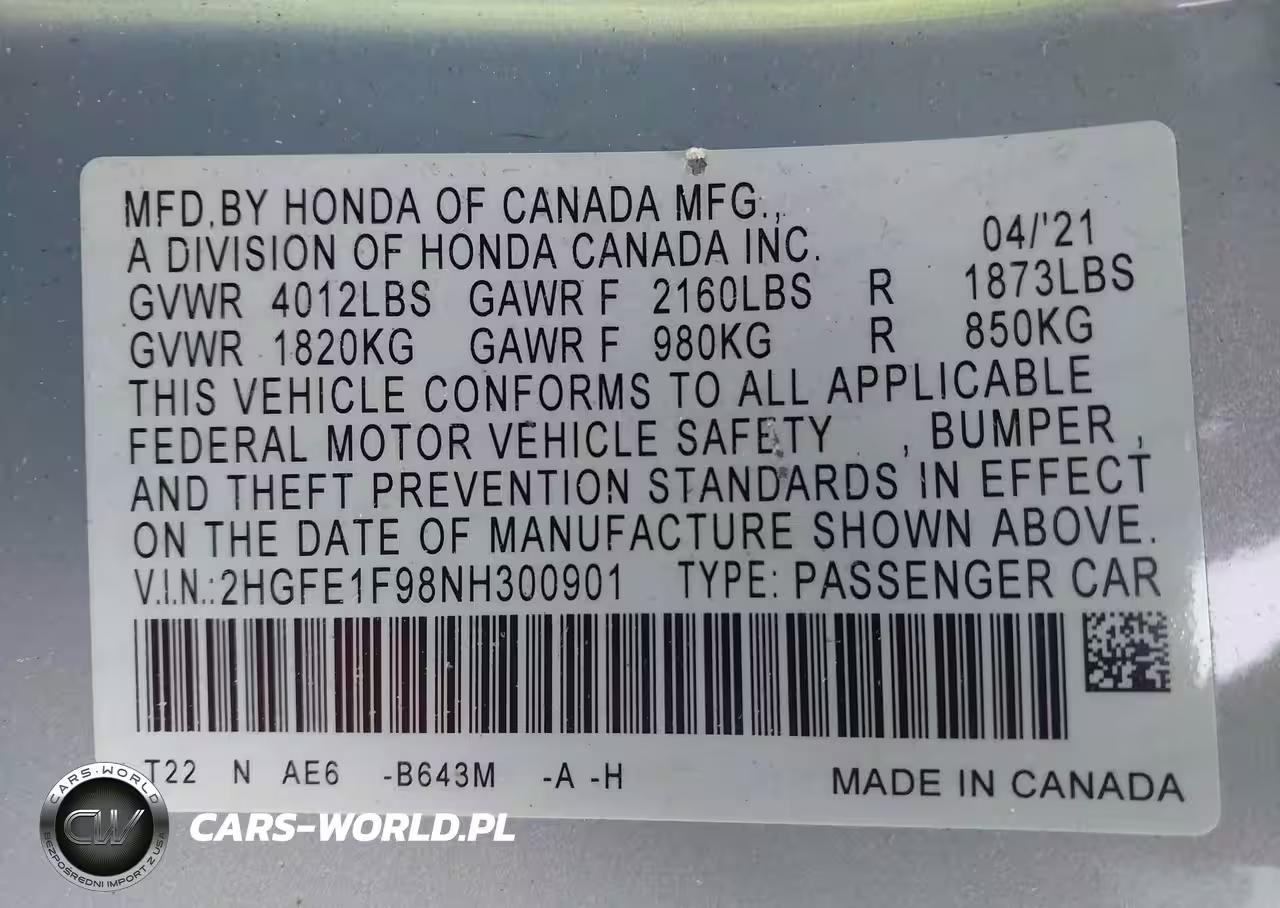 MFD. BY HONDA OF CANADA MFG.,
A DIVISION OF HONDA CANADA INC. 04/'21
GVWR 4012LBS GAWR F 2160LBS R 1873LBS
GVWR 1820KG GAWR F 980KG R 850KG
THIS VEHICLE CONFORMS TO ALL APPLICABLE
FEDERAL MOTOR VEHICLE SAFETY , BUMPER ,
AND THEFT PREVENTION STANDARDS IN EFFECT
ON THE DATE OF MANUFACTURE SHOWN ABOVE.
V.I.N.: 2HGFE1F98NH300901 TYPE: PASSENGER CAR
T22 N AE6 -B643M -A -H MADE IN CANADA
CARS-WORLD
CW
BEZPOŚREDNI IMPORT Z USA
CARS-WORLD.PL